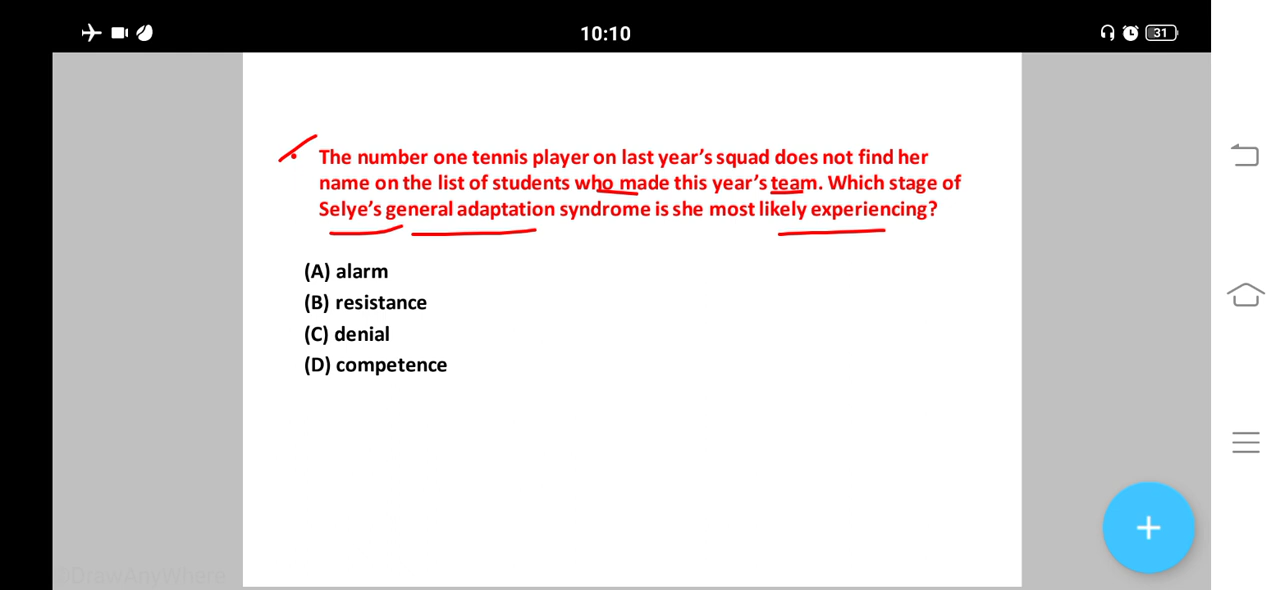 10:10
31
The number one tennis player on last year's squad does not find her
name on the list of students who made this year's team. Which stage of
Selye's general adaptation syndrome is she most likely experiencing?
(A) alarm
(B) resistance
(C) denial
(D) competence
DrawAnyWhere